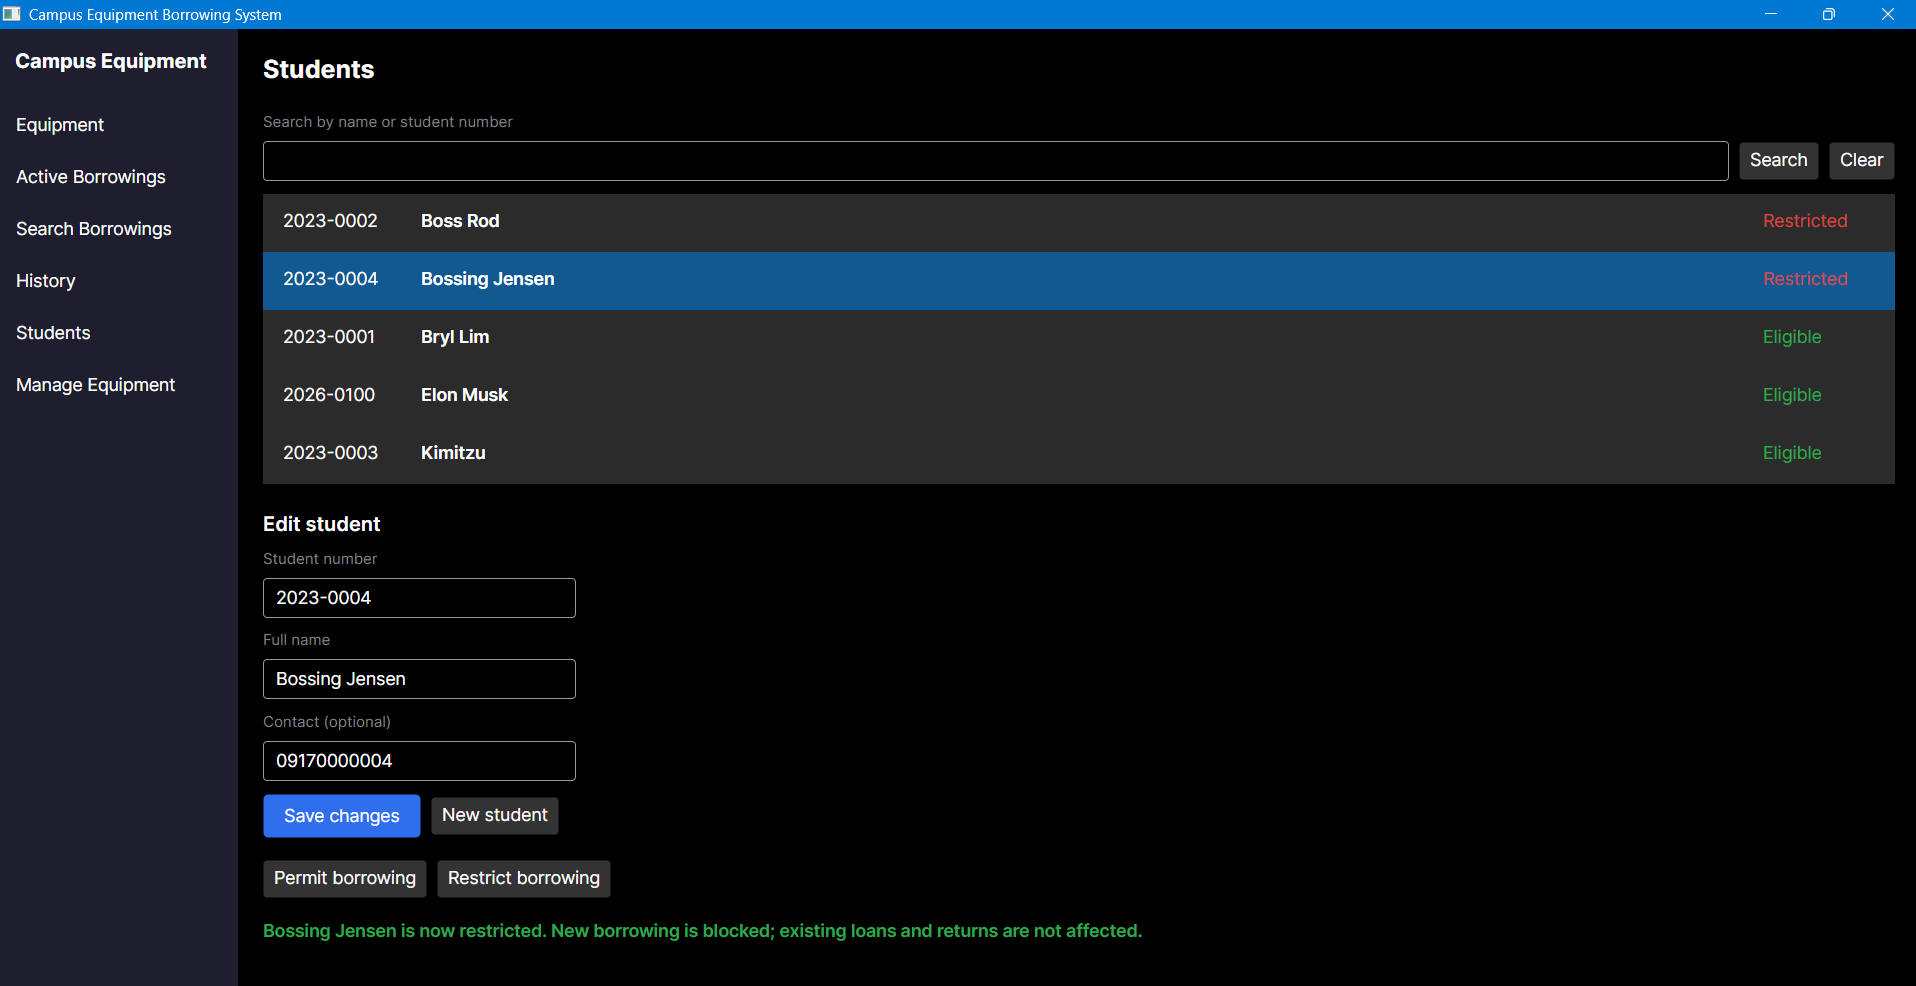 Campus Equipment Borrowing System
Campus Equipment
Equipment
Active Borrowings
Search Borrowings
History
Students
Manage Equipment
Students
Search by name or student number
Search Clear
2023-0002 Boss Rod Restricted
2023-0004 Bossing Jensen Restricted
2023-0001 Bryl Lim Eligible
2026-0100 Elon Musk Eligible
2023-0003 Kimitzu Eligible
Edit student
Student number
2023-0004
Full name
Bossing Jensen
Contact (optional)
09170000004
Save changes New student
Permit borrowing Restrict borrowing
Bossing Jensen is now restricted. New borrowing is blocked; existing loans and returns are not affected.